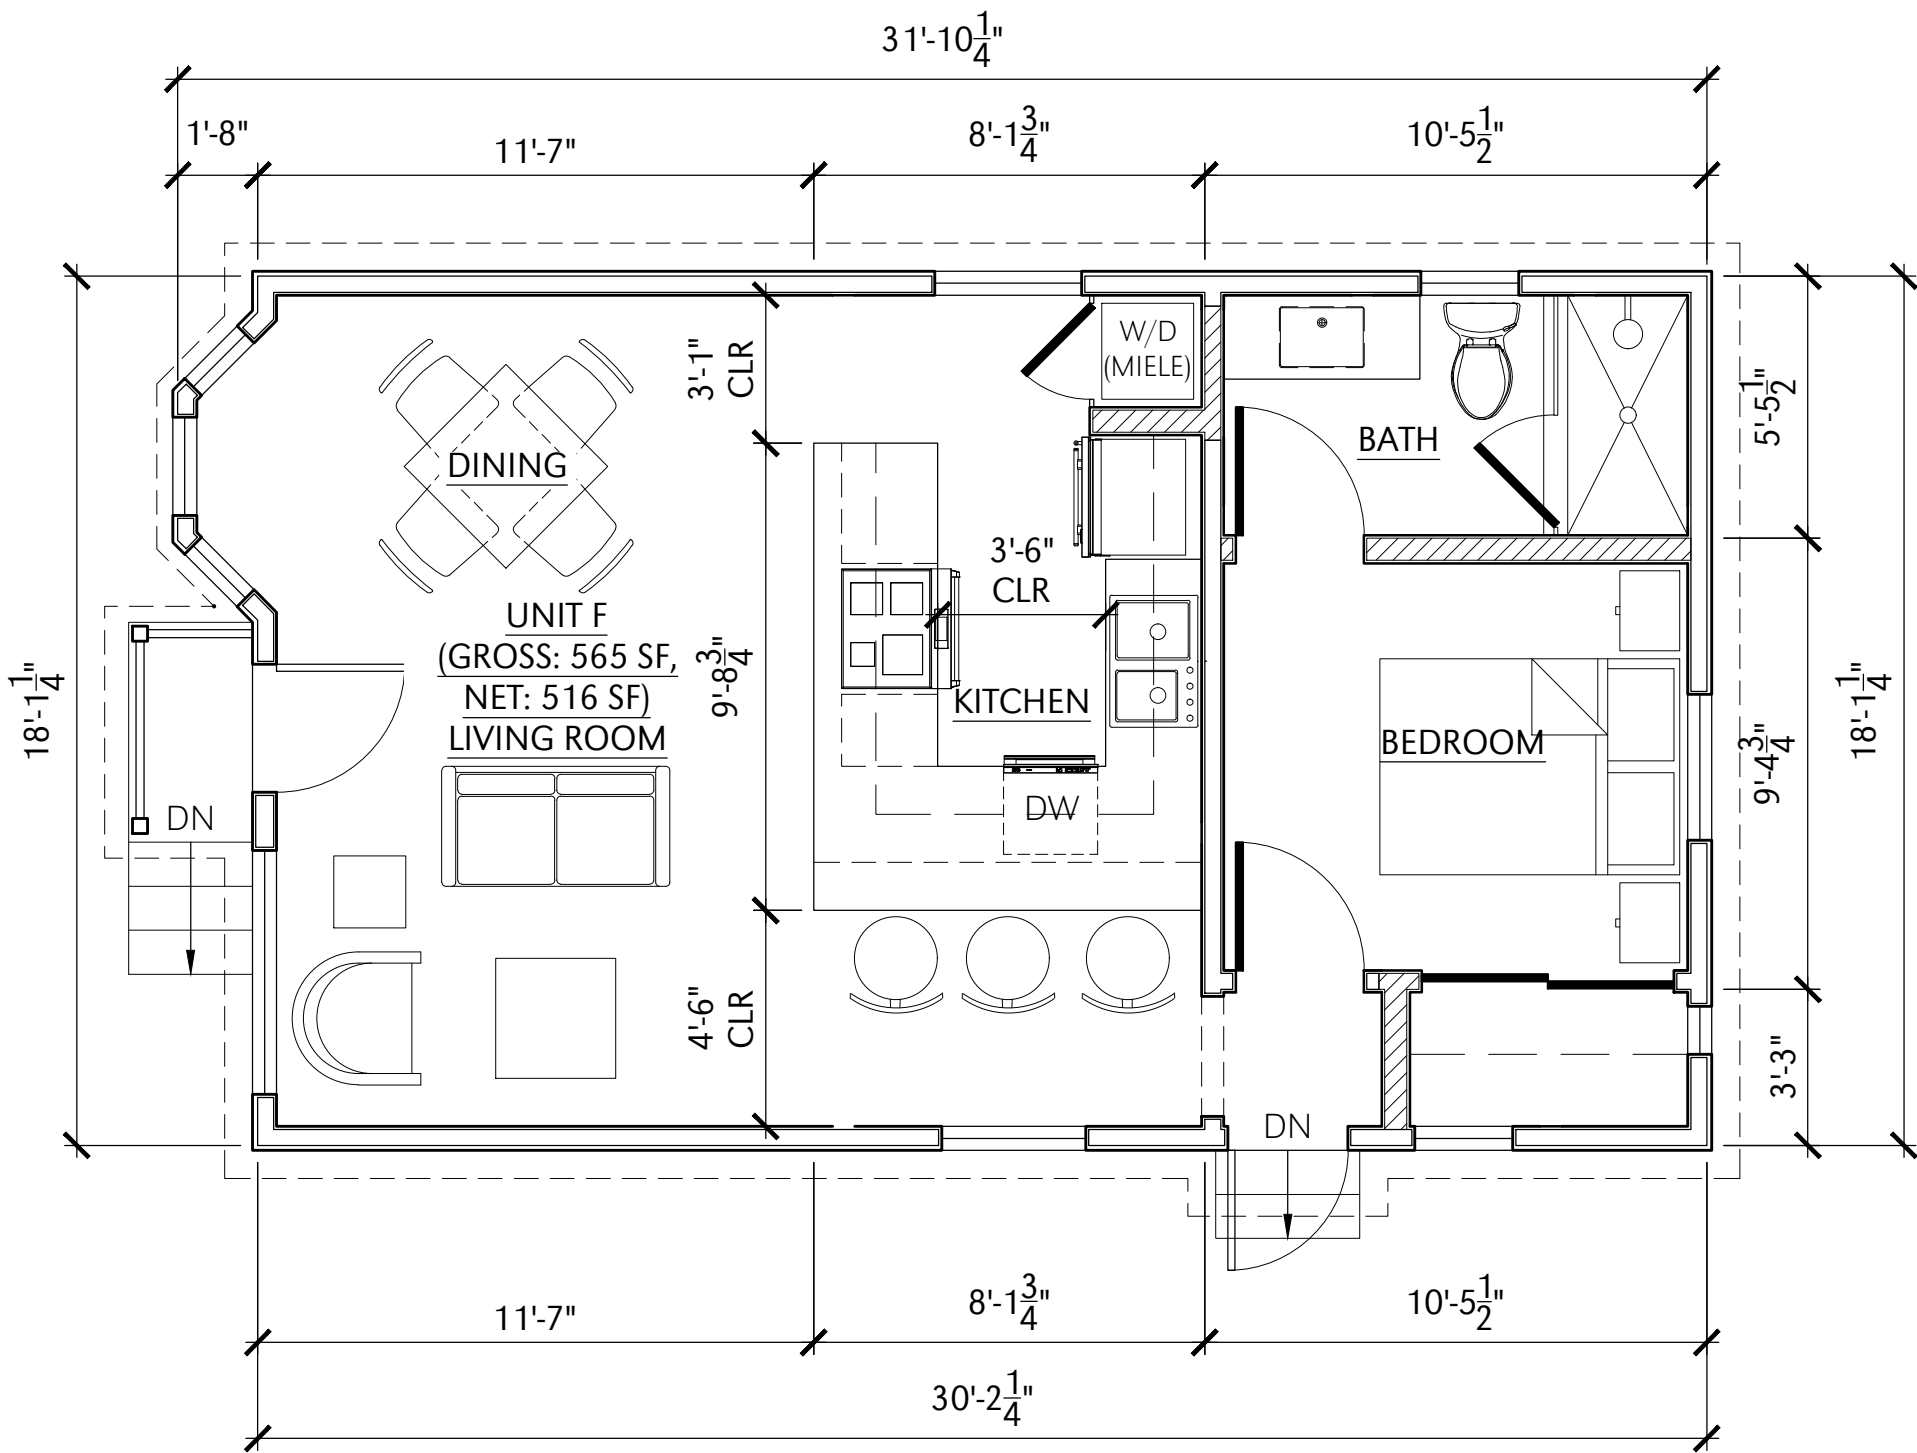 31'-10 1/4"
1'-8"
11'-7"
8'-1 3/4"
10'-5 1/2"
W/D
(MIELE)
3'-1"
CLR
5'-5 1/2"
BATH
DINING
3'-6"
CLR
UNIT F
(GROSS: 565 SF,
NET: 516 SF)
LIVING ROOM
9'-8 3/4"
KITCHEN
BEDROOM
18'-1 1/4"
9'-4 3/4"
18'-1 1/4"
DN
DW
4'-6"
CLR
3'-3"
DN
11'-7"
8'-1 3/4"
10'-5 1/2"
30'-2 1/4"